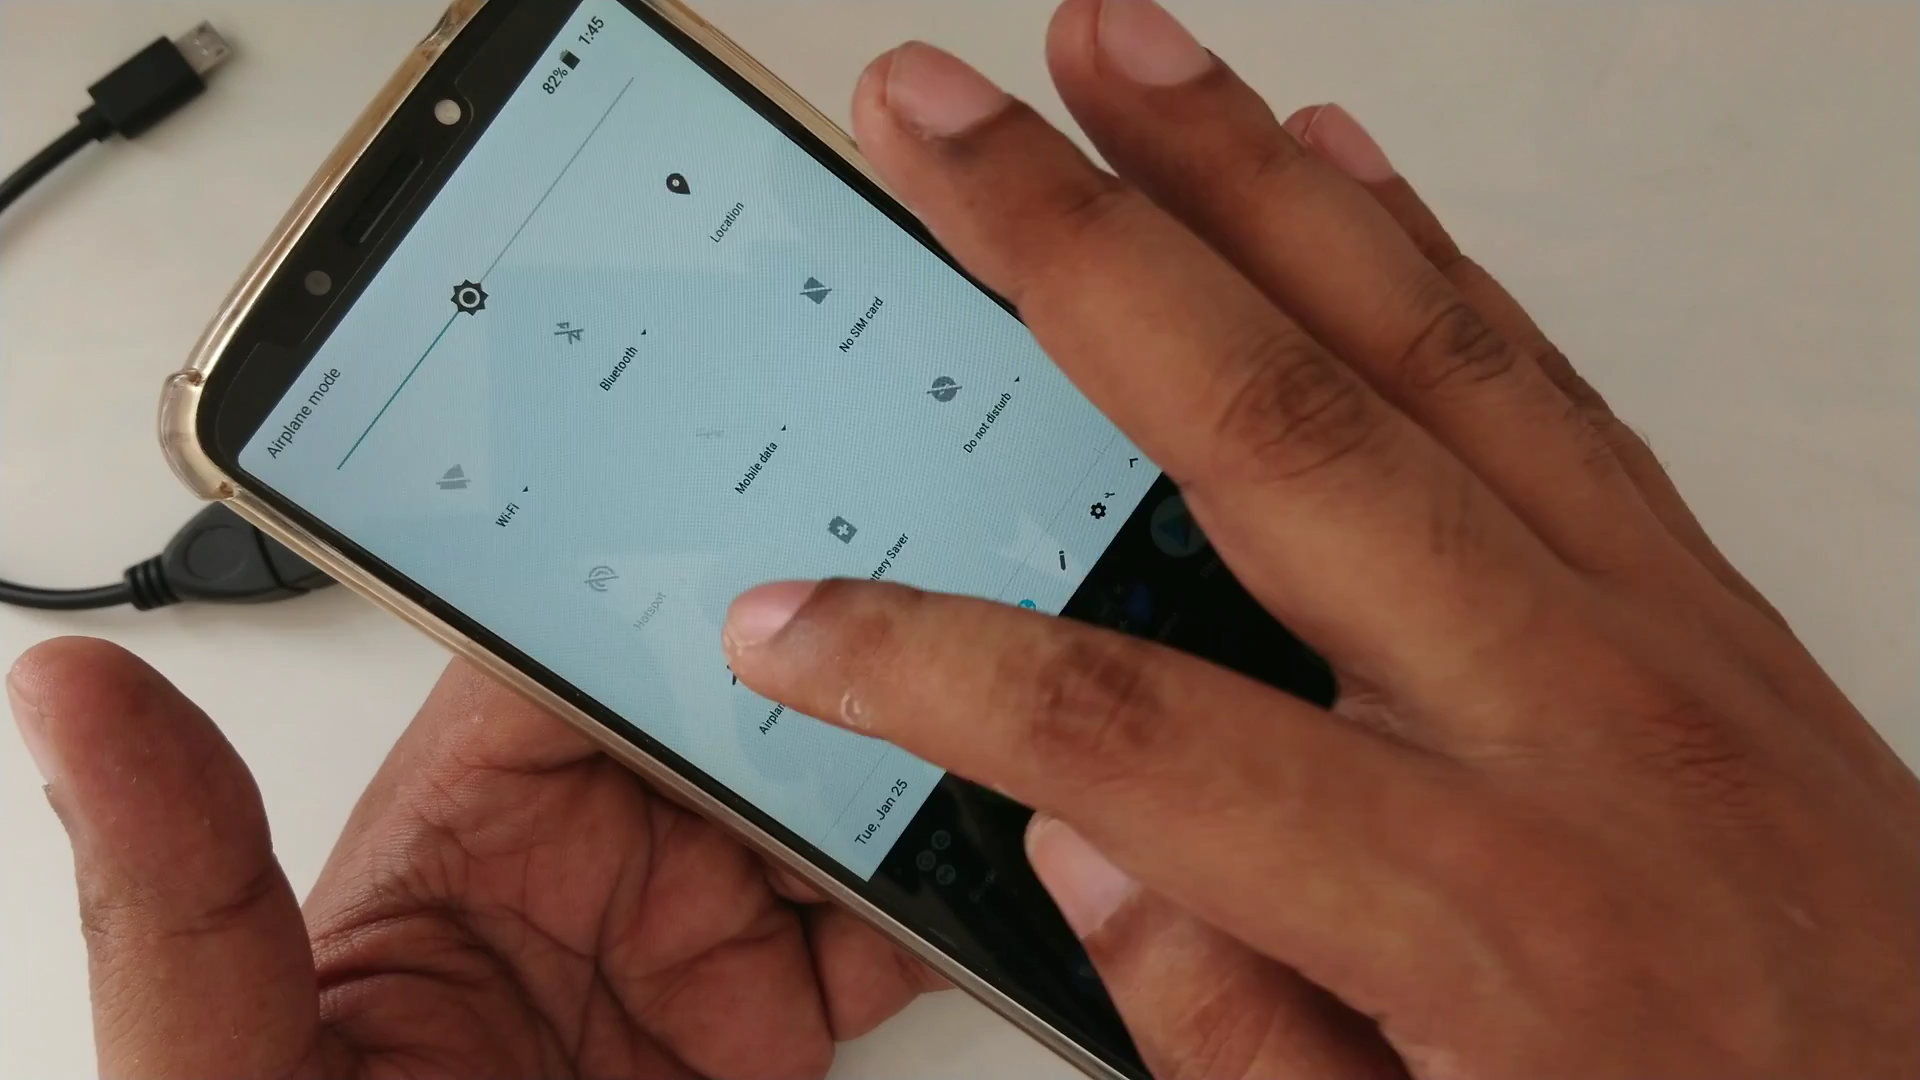 Airplane mode
82% 1:45
Wi-Fi
Bluetooth
Location
Hotspot
Mobile data
No SIM card
Do not disturb
Tue, Jan 25